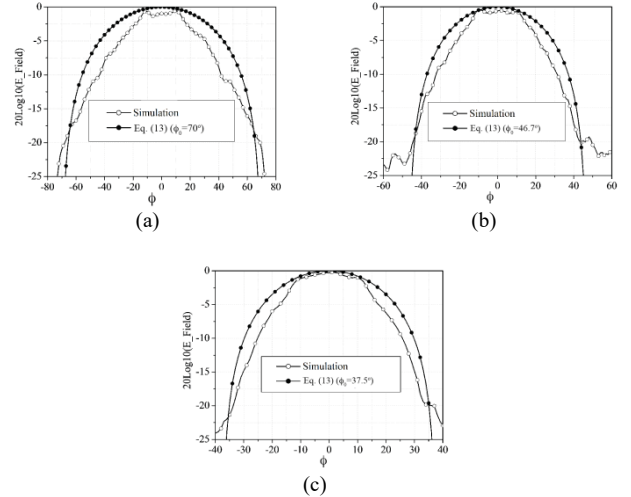 0
-5
-10
-15
-20
-25
20Log10(E_Field)
Simulation
Eq. (13) (ϕ₀=70°)
-80 -60 -40 -20 0 20 40 60 80
ϕ
(a)
0
-5
-10
-15
-20
-25
20Log10(E_Field)
Simulation
Eq. (13) (ϕ₀=46.7°)
-60 -40 -20 0 20 40 60
ϕ
(b)
0
-5
-10
-15
-20
-25
20Log10(E_Field)
Simulation
Eq. (13) (ϕ₀=37.5°)
-40 -30 -20 -10 0 10 20 30 40
ϕ
(c)